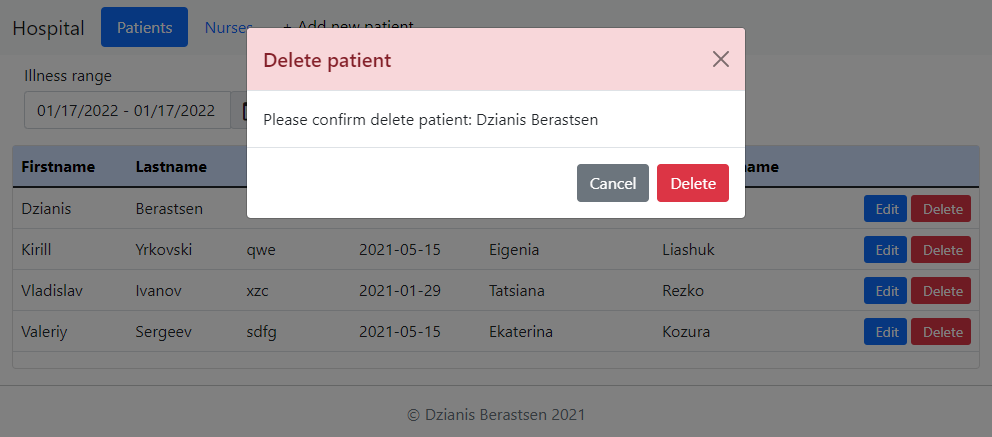 Hospital Patients Nurses + Add new patient
Delete patient
Illness range
01/17/2022 - 01/17/2022
Please confirm delete patient: Dzianis Berastsen
Cancel Delete
Firstname Lastname name
Dzianis Berastsen Edit Delete
Kirill Yrkovski qwe 2021-05-15 Eigenia Liashuk Edit Delete
Vladislav Ivanov xzc 2021-01-29 Tatsiana Rezko Edit Delete
Valeriy Sergeev sdfg 2021-05-15 Ekaterina Kozura Edit Delete
© Dzianis Berastsen 2021